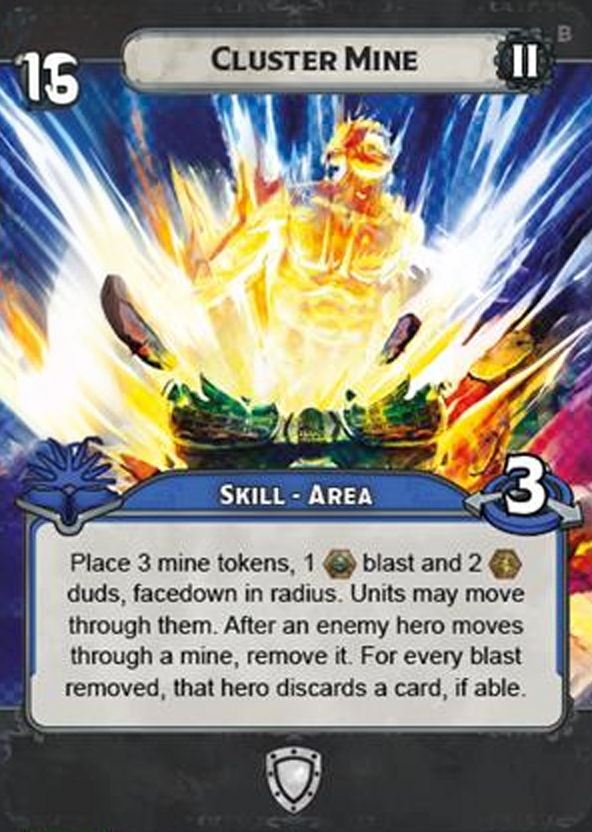 CLUSTER MINE
II
B
SKILL - AREA
3
Place 3 mine tokens, 1 blast and 2
duds, facedown in radius. Units may move
through them. After an enemy hero moves
through a mine, remove it. For every blast
removed, that hero discards a card, if able.